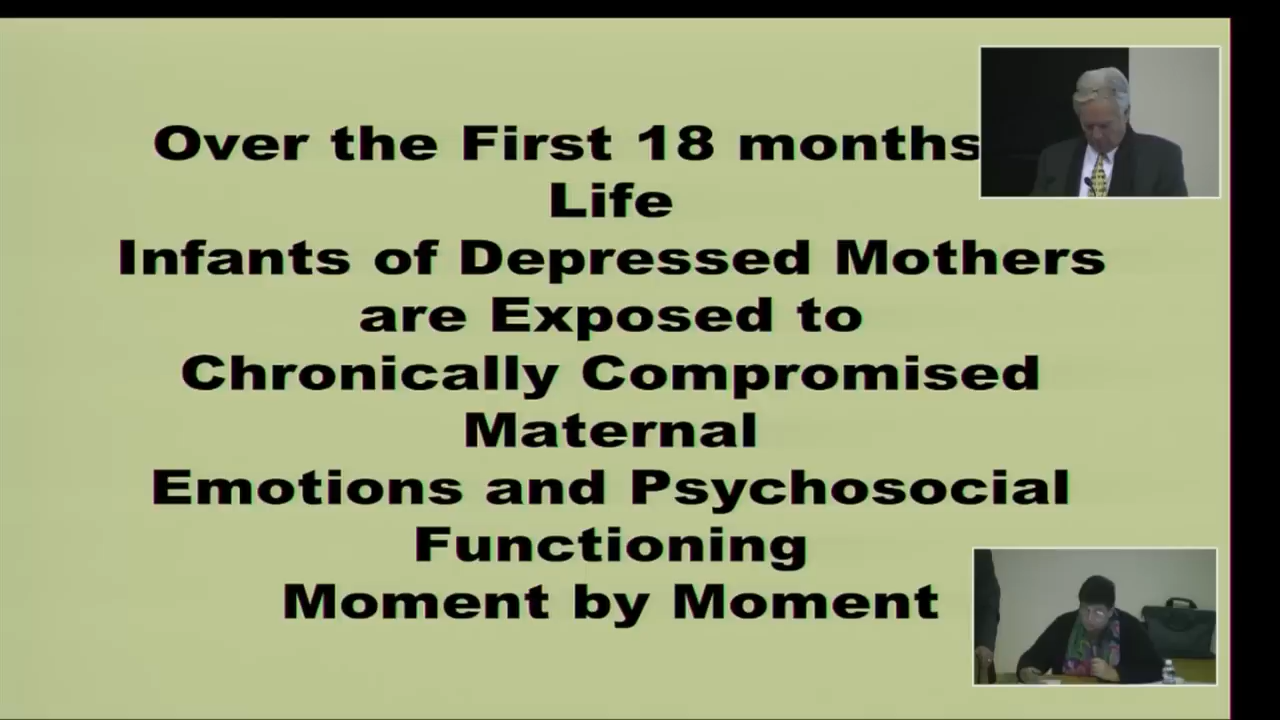 Over the First 18 months
Life
Infants of Depressed Mothers
are Exposed to
Chronically Compromised
Maternal
Emotions and Psychosocial
Functioning
Moment by Moment